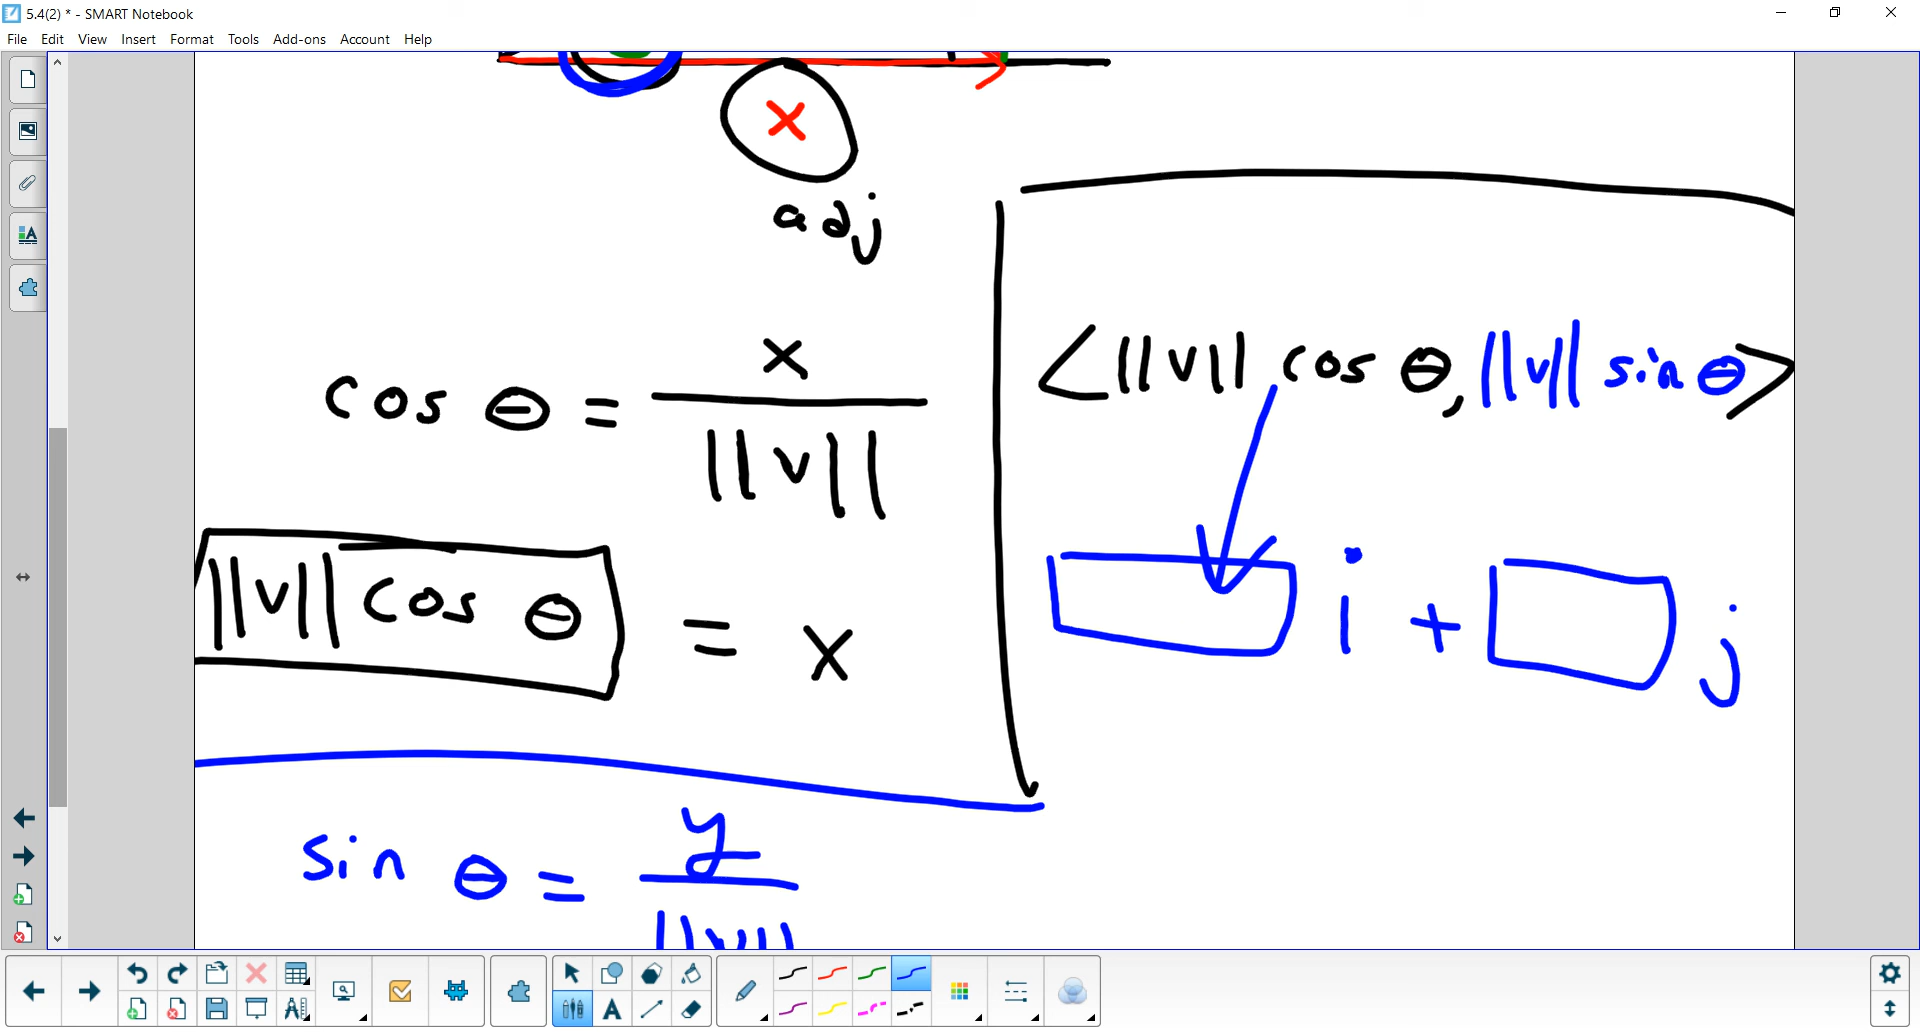 5.4(2) * - SMART Notebook
File Edit View Insert Format Tools Add-ons Account Help
x
adj
cos θ = x / ||v||
||v|| cos θ = x
<||v|| cos θ, ||v|| sin θ>
i + j
sin θ = y / ||v||